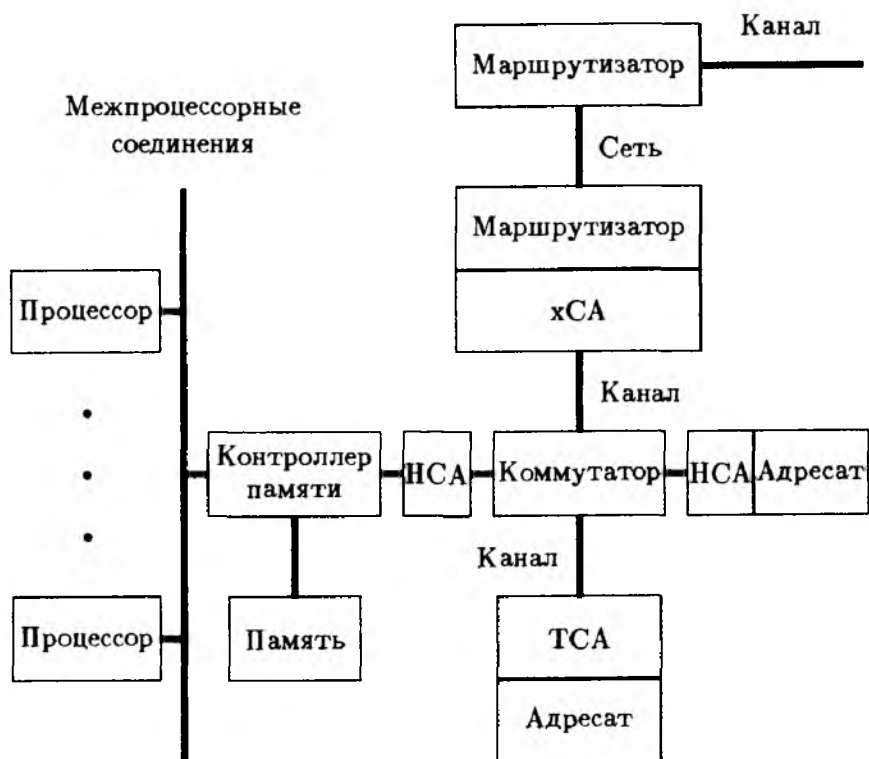 Канал
Маршрутизатор
Межпроцессорные
соединения
Сеть
Маршрутизатор
Процессор
xCA
Канал
Контроллер
памяти
HCA
Коммутатор
HCA
Адресат
Канал
Процессор
Память
TCA
Адресат